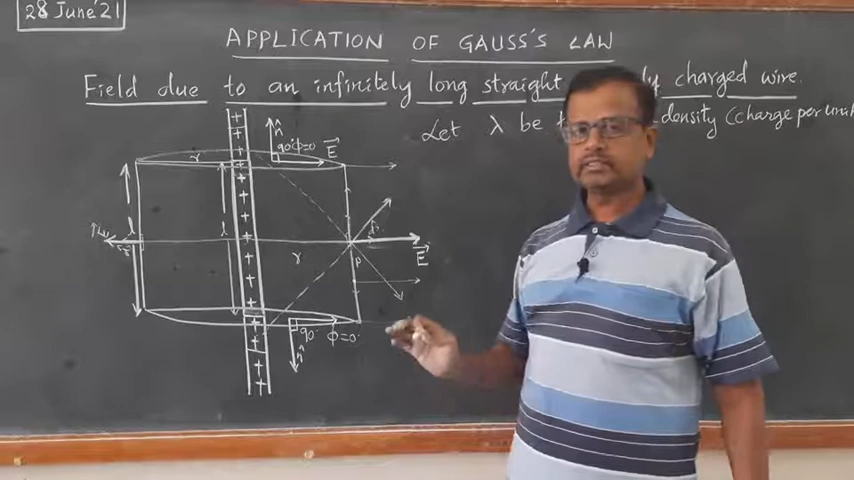 28 June'21
APPLICATION OF GAUSS'S LAW
Field due to an infinitely long straight charged wire.
Let λ be density (charge per unit
n̂
90° ϕ=0
E⃗
r
l
l
r
P
E⃗
90° ϕ=0
n̂